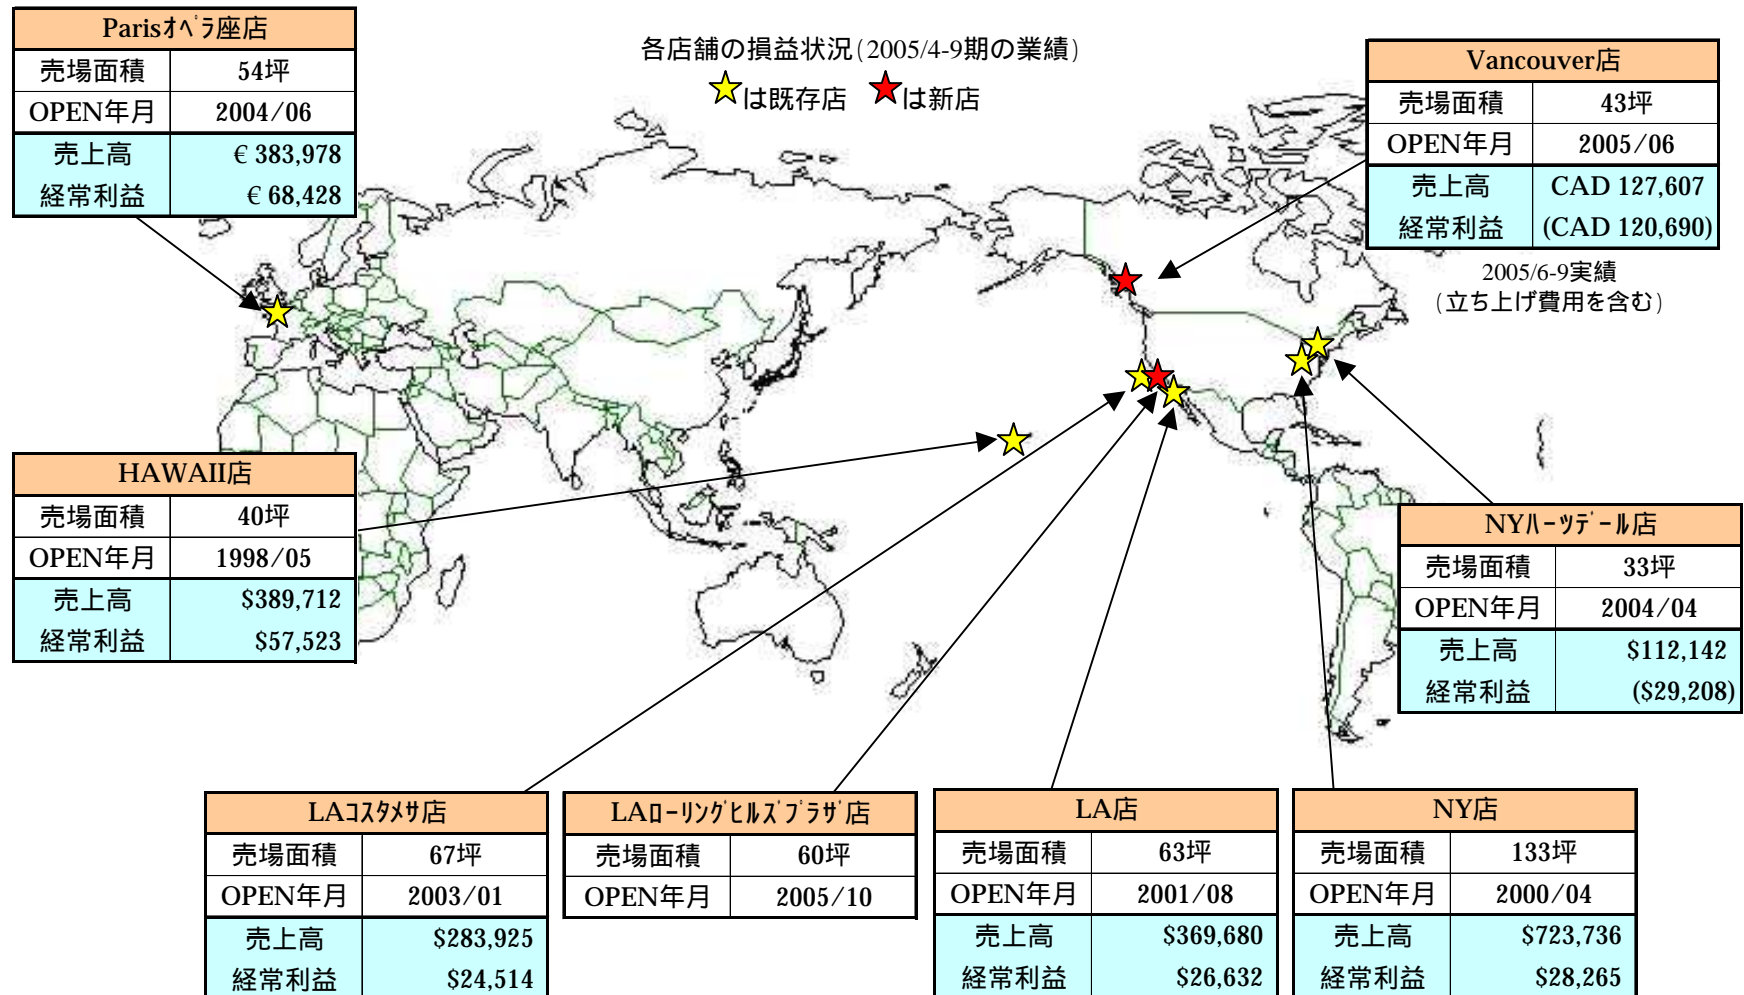 各店舗の損益状況(2005/4-9期の業績)
★は既存店 ★は新店
Parisｵﾍﾟﾗ座店
売場面積 54坪
OPEN年月 2004/06
売上高 € 383,978
経常利益 € 68,428
Vancouver店
売場面積 43坪
OPEN年月 2005/06
売上高 CAD 127,607
経常利益 (CAD 120,690)
2005/6-9実績
(立ち上げ費用を含む)
HAWAII店
売場面積 40坪
OPEN年月 1998/05
売上高 $389,712
経常利益 $57,523
NYﾊｰﾂﾃﾞｰﾙ店
売場面積 33坪
OPEN年月 2004/04
売上高 $112,142
経常利益 ($29,208)
LAｺｽﾀﾒｻ店
売場面積 67坪
OPEN年月 2003/01
売上高 $283,925
経常利益 $24,514
LAﾛｰﾘﾝｸﾞﾋﾙｽﾞﾌﾟﾗｻﾞ店
売場面積 60坪
OPEN年月 2005/10
LA店
売場面積 63坪
OPEN年月 2001/08
売上高 $369,680
経常利益 $26,632
NY店
売場面積 133坪
OPEN年月 2000/04
売上高 $723,736
経常利益 $28,265